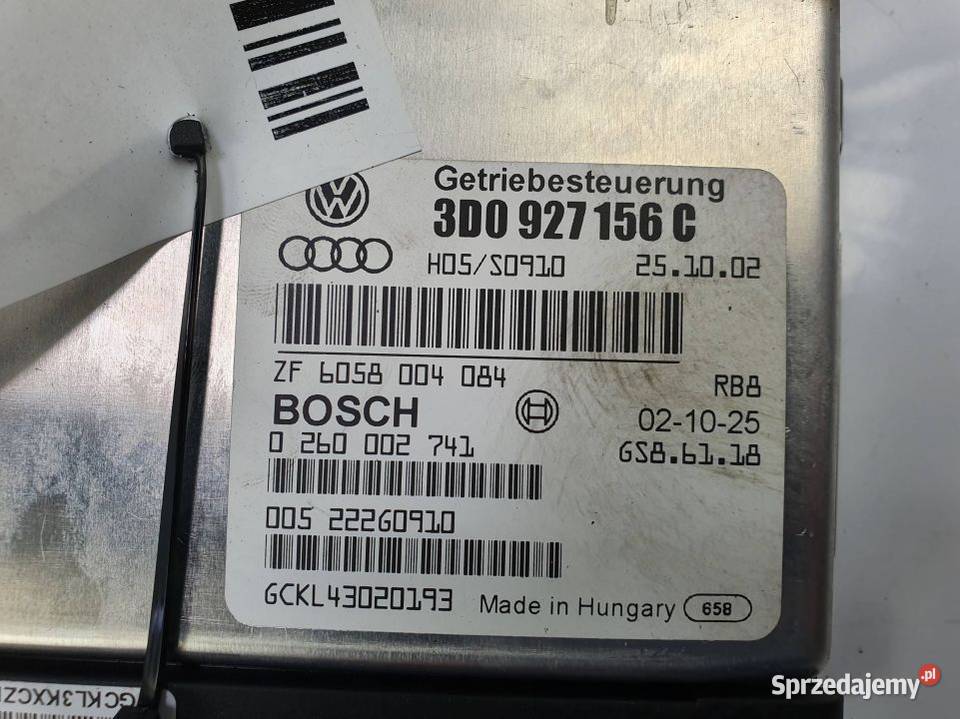 Getriebesteuerung
3D0 927 156 C
H05/S0910 25.10.02
ZF 6058 004 084
RB8
BOSCH
02-10-25
0 260 002 741
GS8.61.18
005 22260910
GCKL43020193
Made in Hungary 658
GCKL3KXCZ
Sprzedajemy.pl